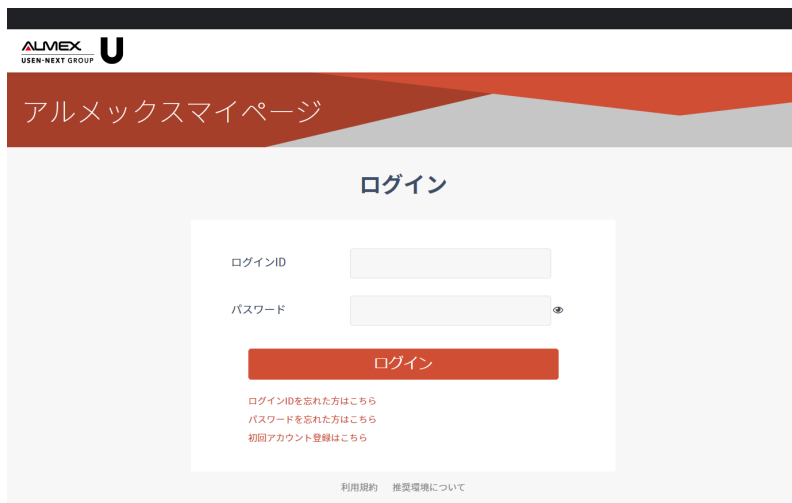 ALMEX
USEN-NEXT GROUP
U
アルメックスマイページ
ログイン
ログインID
パスワード
ログイン
ログインIDを忘れた方はこちら
パスワードを忘れた方はこちら
初回アカウント登録はこちら
利用規約 推奨環境について